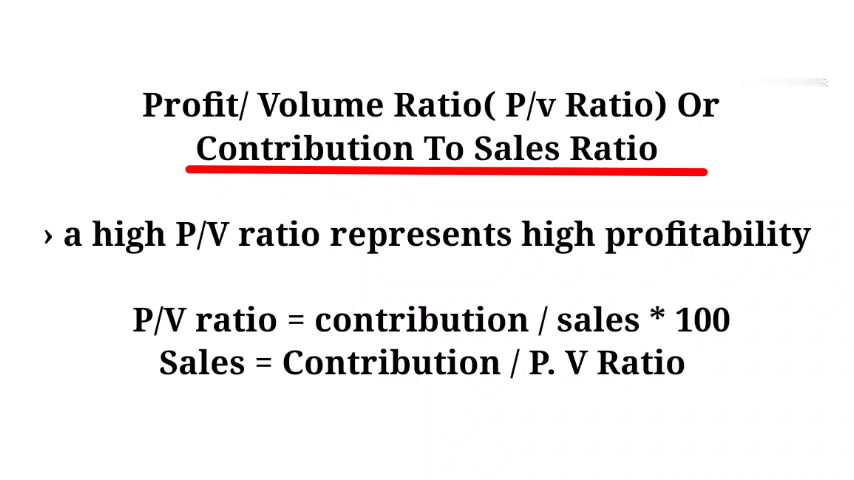 Profit/ Volume Ratio( P/v Ratio) Or
Contribution To Sales Ratio
› a high P/V ratio represents high profitability
P/V ratio = contribution / sales * 100
Sales = Contribution / P. V Ratio